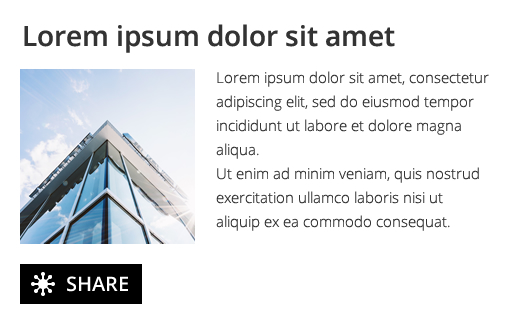 Lorem ipsum dolor sit amet
Lorem ipsum dolor sit amet, consectetur
adipiscing elit, sed do eiusmod tempor
incididunt ut labore et dolore magna
aliqua.
Ut enim ad minim veniam, quis nostrud
exercitation ullamco laboris nisi ut
aliquip ex ea commodo consequat.
SHARE